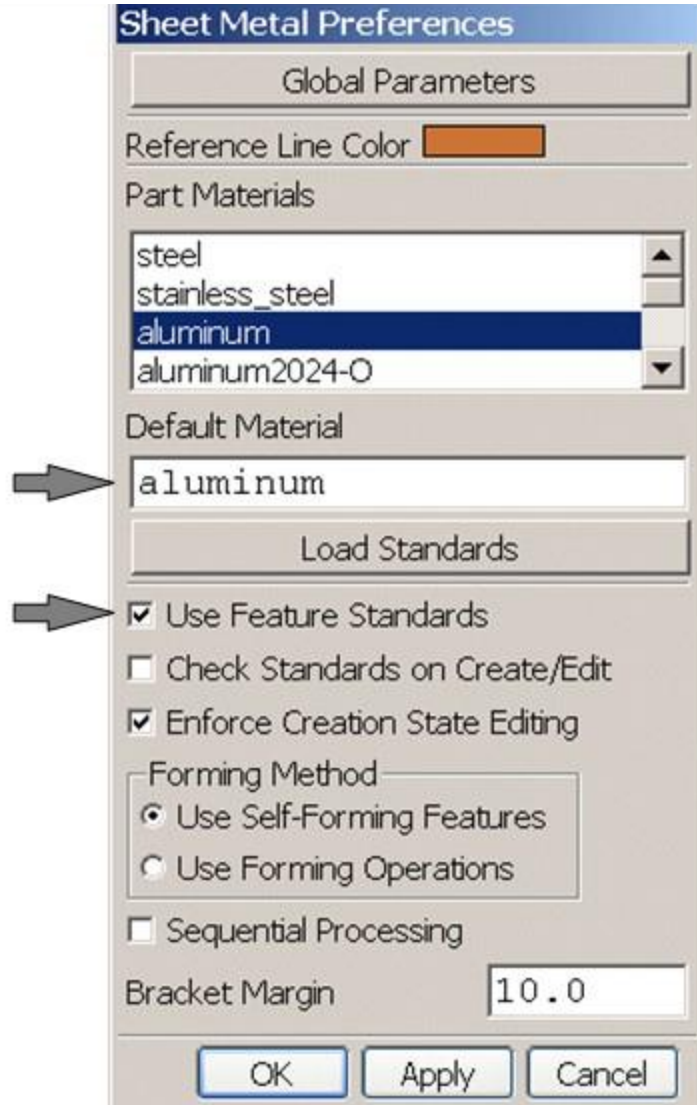 Sheet Metal Preferences
Global Parameters
Reference Line Color
Part Materials
steel
stainless_steel
aluminum
aluminum2024-O
Default Material
aluminum
Load Standards
Use Feature Standards
Check Standards on Create/Edit
Enforce Creation State Editing
Forming Method
Use Self-Forming Features
Use Forming Operations
Sequential Processing
Bracket Margin 10.0
OK Apply Cancel